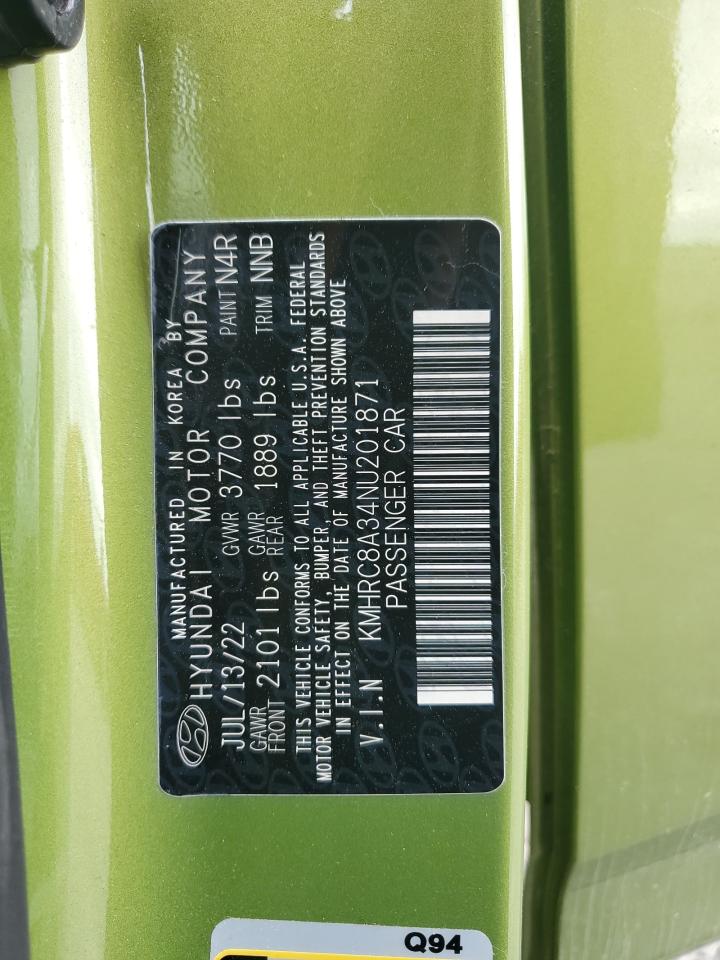 MANUFACTURED IN KOREA BY
HYUNDAI MOTOR COMPANY
JUL/13/22 GVWR 3770 lbs PAINT N4R
GAWR FRONT 2101 lbs GAWR REAR 1889 lbs TRIM NNB
THIS VEHICLE CONFORMS TO ALL APPLICABLE U.S.A. FEDERAL
MOTOR VEHICLE SAFETY, BUMPER, AND THEFT PREVENTION STANDARDS
IN EFFECT ON THE DATE OF MANUFACTURE SHOWN ABOVE
V.I.N KMHRC8A34NU201871
PASSENGER CAR
Q94